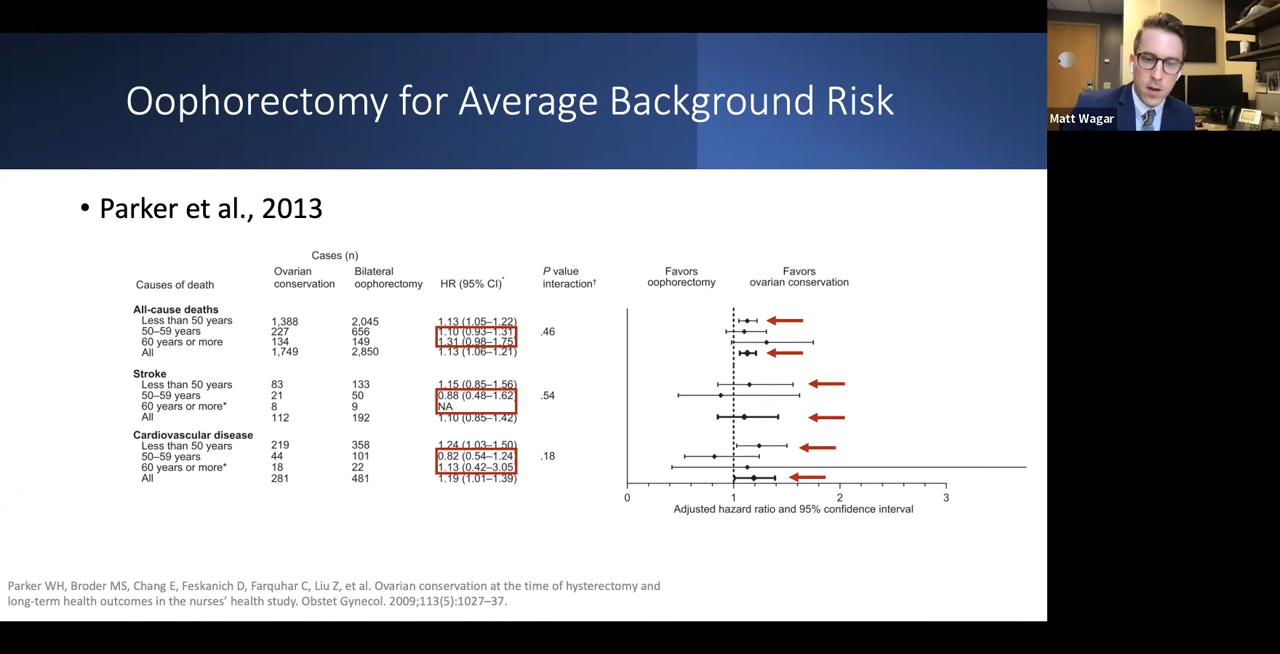 Oophorectomy for Average Background Risk
Matt Wagar
• Parker et al., 2013
Cases (n)
Causes of death Ovarian conservation Bilateral oophorectomy HR (95% CI)* P value interaction† Favors oophorectomy Favors ovarian conservation
All-cause deaths
Less than 50 years 1,388 2,045 1.13 (1.05–1.22)
50–59 years 227 656 1.10 (0.93–1.31) .46
60 years or more 134 149 1.31 (0.98–1.75)
All 1,749 2,850 1.13 (1.06–1.21)
Stroke
Less than 50 years 83 133 1.15 (0.85–1.56)
50–59 years 21 50 0.88 (0.48–1.62) .54
60 years or more* 8 9 NA
All 112 192 1.10 (0.85–1.42)
Cardiovascular disease
Less than 50 years 219 358 1.24 (1.03–1.50)
50–59 years 44 101 0.82 (0.54–1.24) .18
60 years or more* 18 22 1.13 (0.42–3.05)
All 281 481 1.19 (1.01–1.39)
0 1 2 3
Adjusted hazard ratio and 95% confidence interval
Parker WH, Broder MS, Chang E, Feskanich D, Farquhar C, Liu Z, et al. Ovarian conservation at the time of hysterectomy and
long-term health outcomes in the nurses’ health study. Obstet Gynecol. 2009;113(5):1027–37.